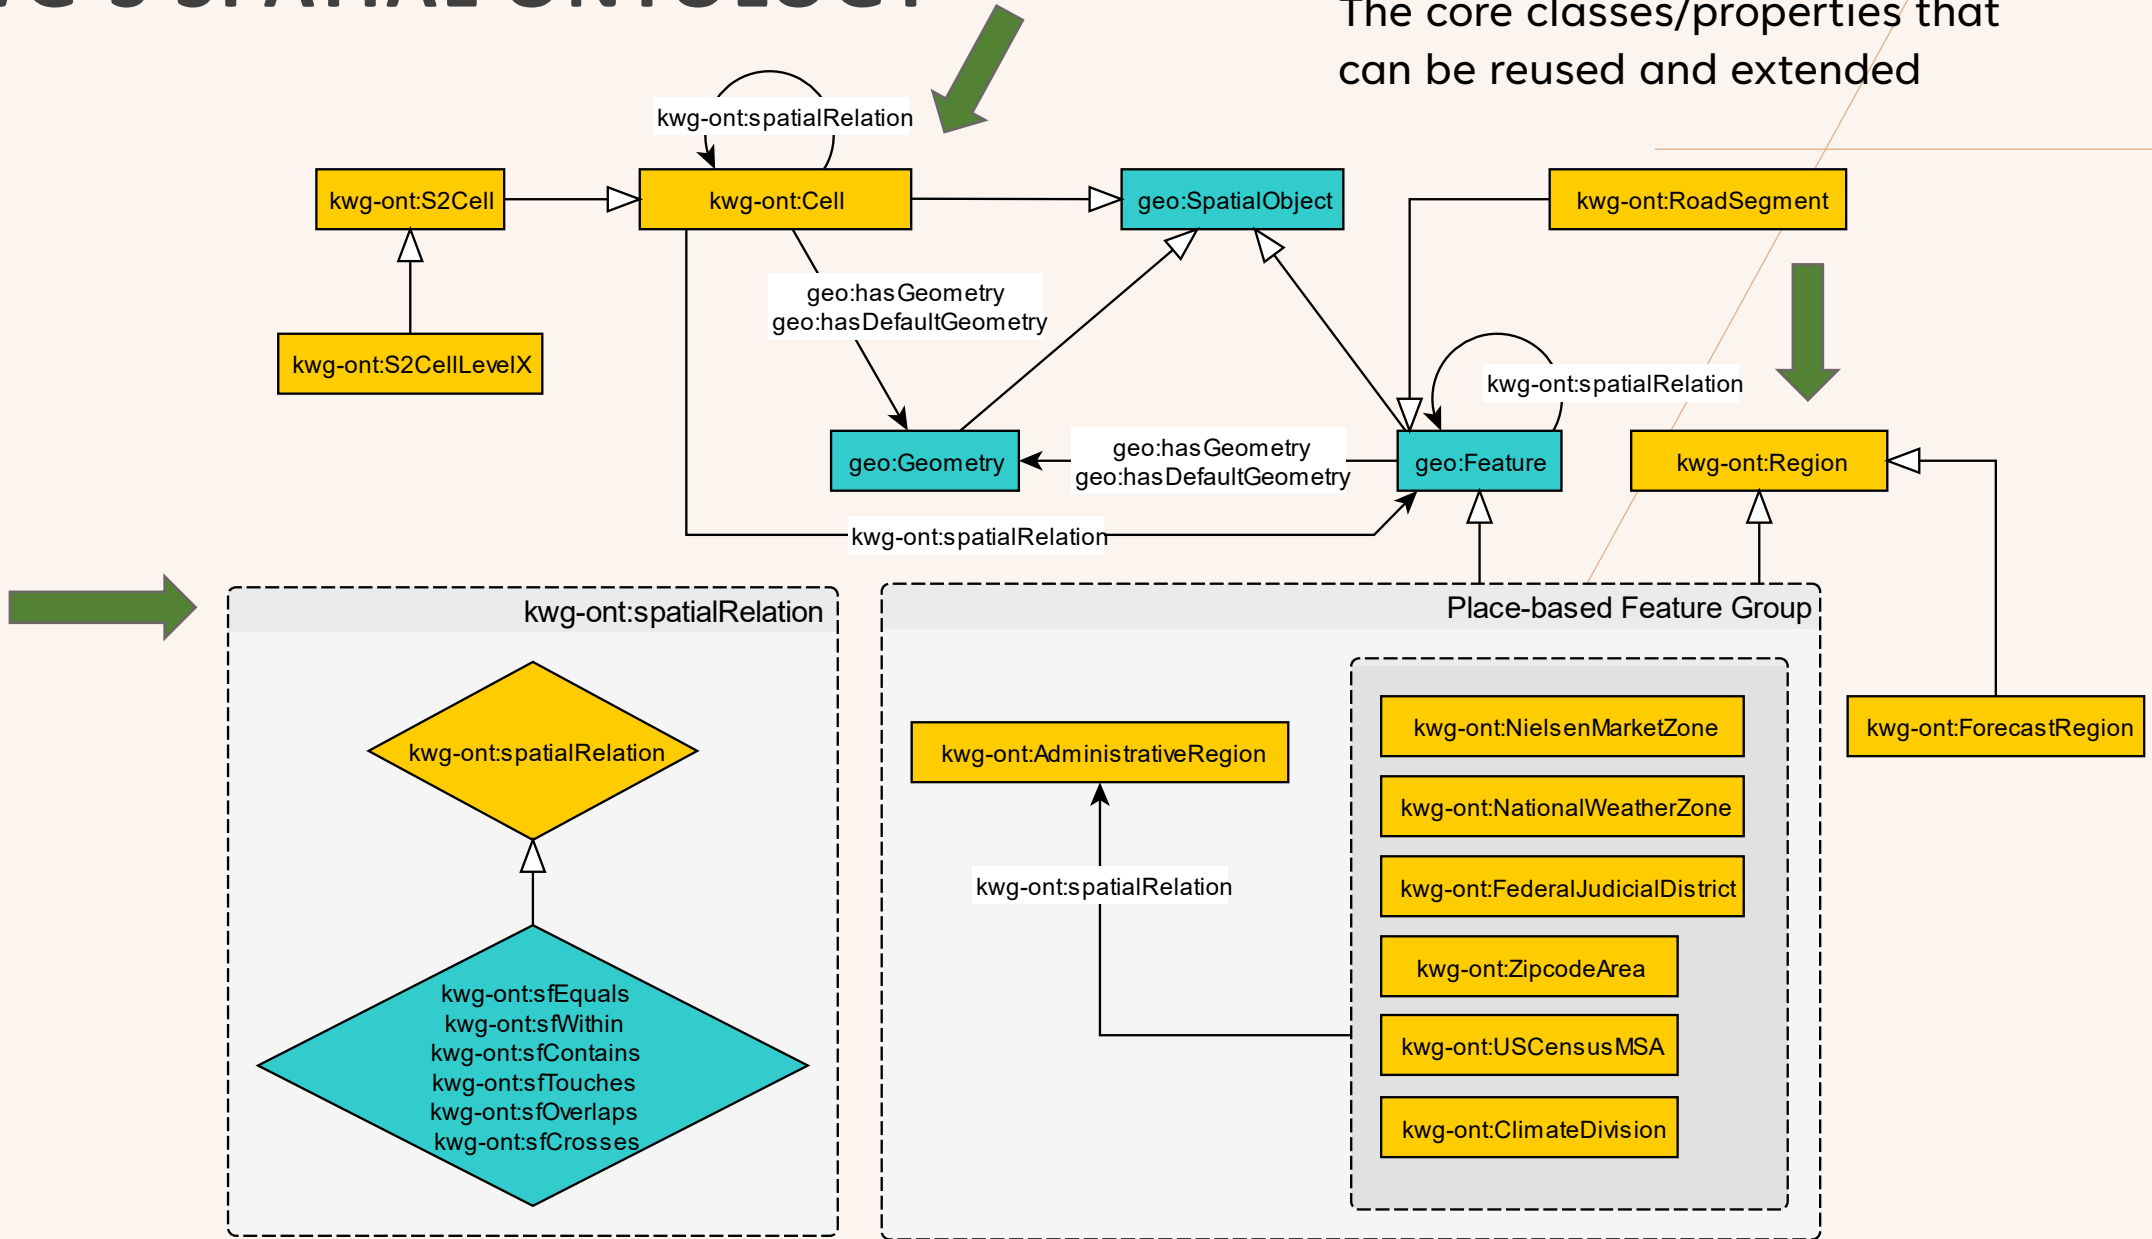 WG'S SPATIAL ONTOLOGY
The core classes/properties that
can be reused and extended
kwg-ont:spatialRelation
kwg-ont:S2Cell
kwg-ont:Cell
geo:SpatialObject
kwg-ont:RoadSegment
geo:hasGeometry
geo:hasDefaultGeometry
kwg-ont:S2CellLevelX
kwg-ont:spatialRelation
geo:Geometry
geo:hasGeometry
geo:hasDefaultGeometry
geo:Feature
kwg-ont:Region
kwg-ont:spatialRelation
kwg-ont:spatialRelation
kwg-ont:spatialRelation
kwg-ont:sfEquals
kwg-ont:sfWithin
kwg-ont:sfContains
kwg-ont:sfTouches
kwg-ont:sfOverlaps
kwg-ont:sfCrosses
Place-based Feature Group
kwg-ont:AdministrativeRegion
kwg-ont:spatialRelation
kwg-ont:NielsenMarketZone
kwg-ont:NationalWeatherZone
kwg-ont:FederalJudicialDistrict
kwg-ont:ZipcodeArea
kwg-ont:USCensusMSA
kwg-ont:ClimateDivision
kwg-ont:ForecastRegion